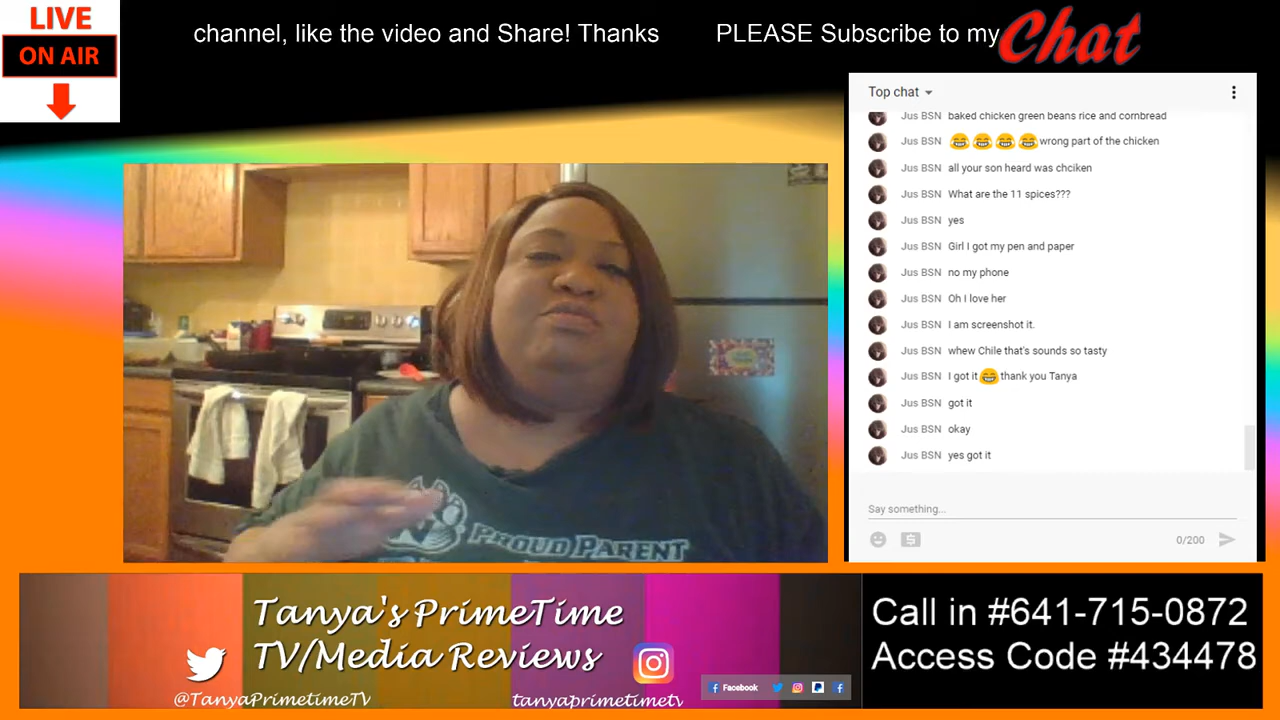 LIVE
ON AIR
channel, like the video and Share! Thanks PLEASE Subscribe to my
Chat
Top chat
Jus BSN baked chicken green beans rice and cornbread
Jus BSN 😂😂😂😂wrong part of the chicken
Jus BSN all your son heard was chciken
Jus BSN What are the 11 spices???
Jus BSN yes
Jus BSN Girl I got my pen and paper
Jus BSN no my phone
Jus BSN Oh I love her
Jus BSN I am screenshot it.
Jus BSN whew Chile that's sounds so tasty
Jus BSN I got it😂thank you Tanya
Jus BSN got it
Jus BSN okay
Jus BSN yes got it
Say something...
0/200
PROUD PARENT
Tanya's PrimeTime
TV/Media Reviews
@TanyaPrimetimeTV
tanyaprimetimetv
Facebook
Call in #641-715-0872
Access Code #434478